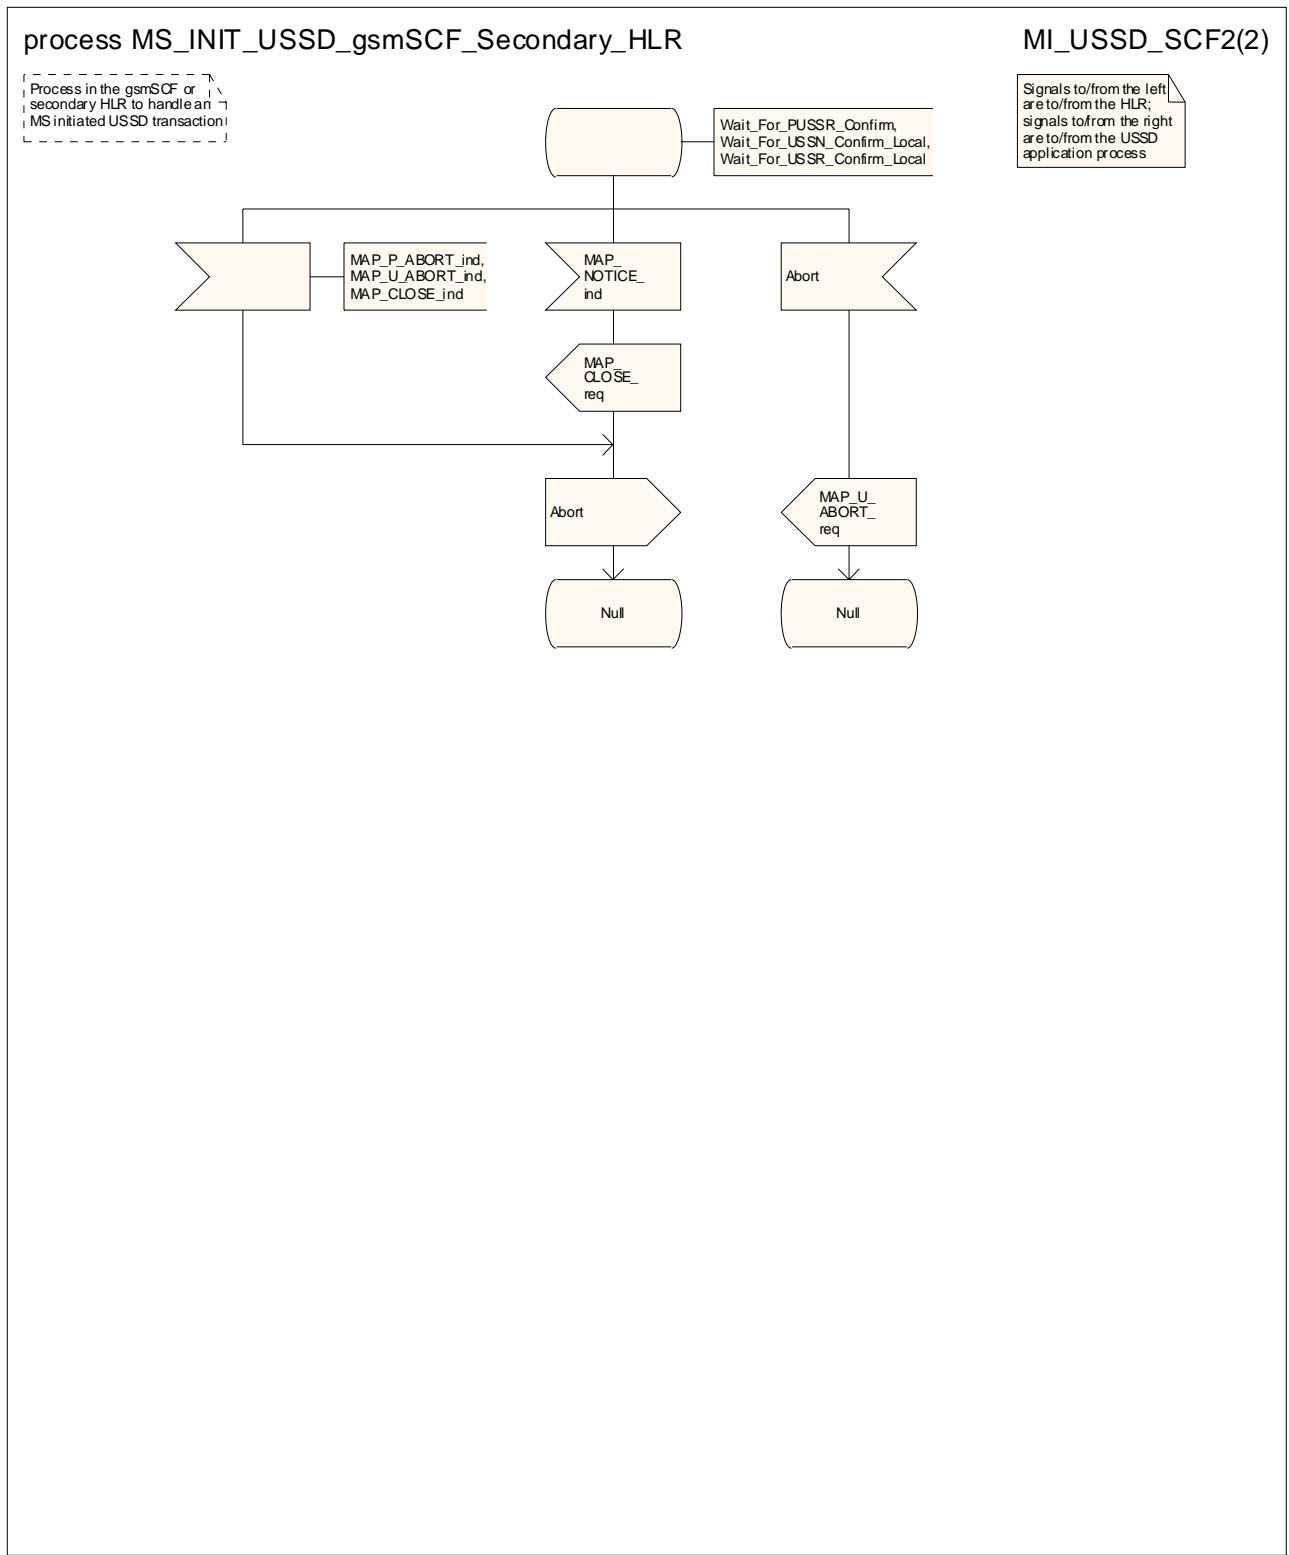 process MS_INIT_USSD_gsmSCF_Secondary_HLR
MI_USSD_SCF2(2)
Process in the gsmSCF or
secondary HLR to handle an
MS initiated USSD transaction
Signals to/from the left
are to/from the HLR;
signals to/from the right
are to/from the USSD
application process
Wait_For_PUSSR_Confirm,
Wait_For_USSN_Confirm_Local,
Wait_For_USSR_Confirm_Local
MAP_P_ABORT_ind,
MAP_U_ABORT_ind,
MAP_CLOSE_ind
MAP_
NOTICE_
ind
Abort
MAP_
CLOSE_
req
Abort
MAP_U_
ABORT_
req
Null
Null